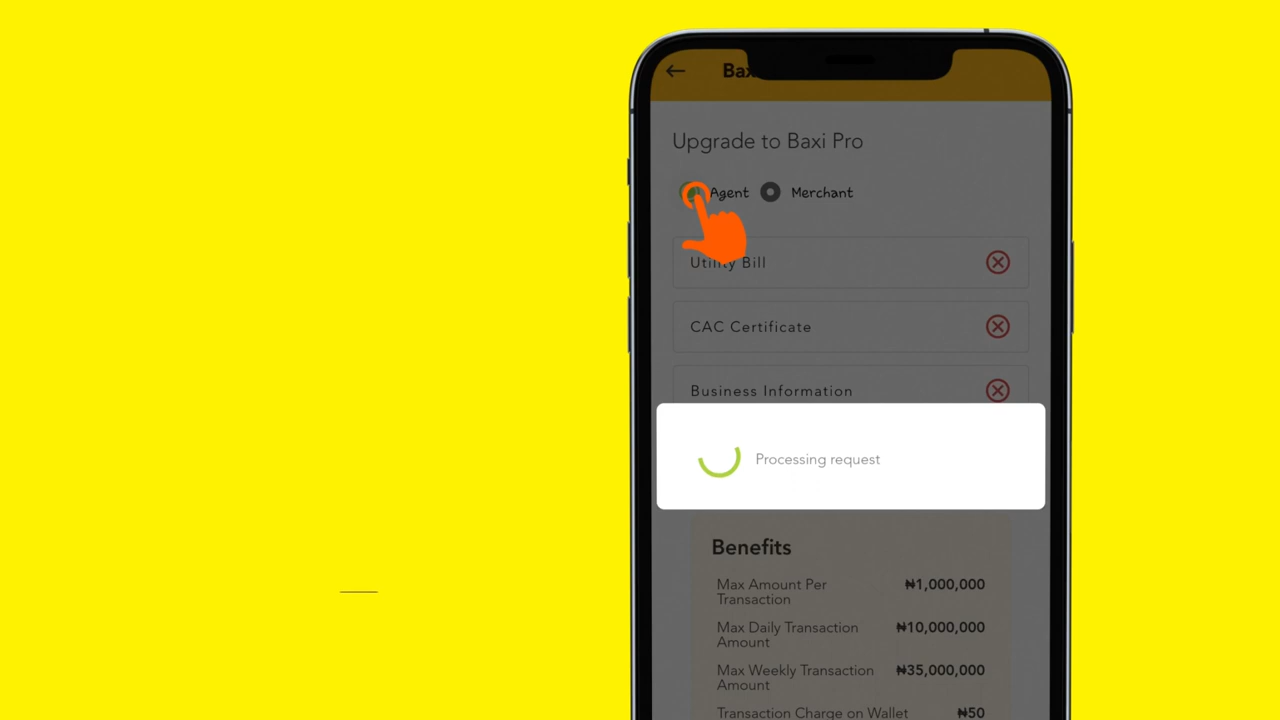 Upgrade to Baxi Pro
Agent
Merchant
Utility Bill
CAC Certificate
Business Information
Processing request
Benefits
Max Amount Per
Transaction
₦1,000,000
Max Daily Transaction
Amount
₦10,000,000
Max Weekly Transaction
Amount
₦35,000,000
Transaction Charge on Wallet
₦50